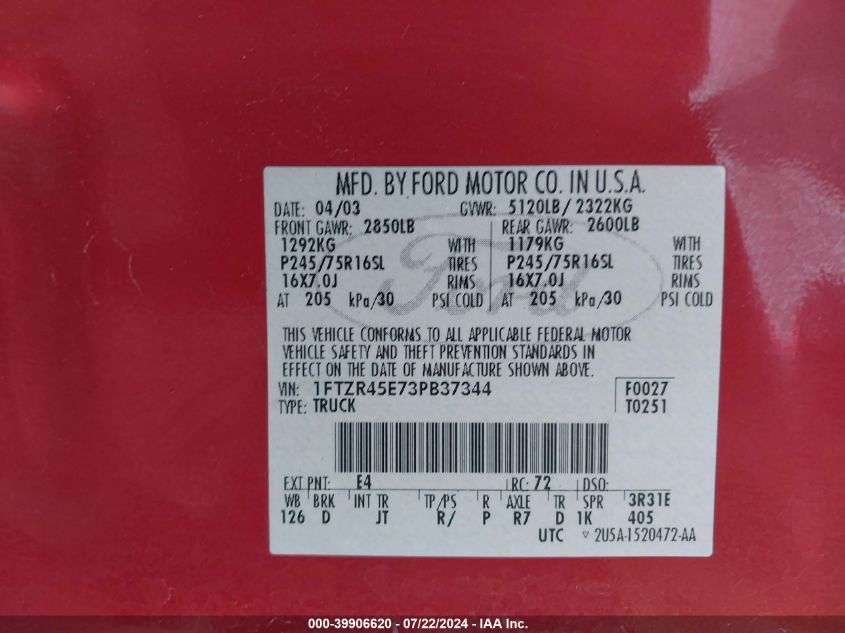 MFD. BY FORD MOTOR CO. IN U.S.A.
DATE: 04/03 GVWR: 5120LB/ 2322KG
FRONT GAWR: 2850LB REAR GAWR: 2600LB
1292KG WITH 1179KG WITH
P245/75R16SL TIRES P245/75R16SL TIRES
16X7.0J RIMS 16X7.0J RIMS
AT 205 kPa/30 PSI COLD AT 205 kPa/30 PSI COLD
Ford
THIS VEHICLE CONFORMS TO ALL APPLICABLE FEDERAL MOTOR
VEHICLE SAFETY AND THEFT PREVENTION STANDARDS IN
EFFECT ON THE DATE OF MANUFACTURE SHOWN ABOVE.
VIN: 1FTZR45E73PB37344 F0027
TYPE: TRUCK T0251
EXT PNT: E4 RC: 72 DSO:
WB BRK INT TR TP/PS R AXLE TR SPR 3R31E
126 D JT R/ P R7 D 1K 405
UTC ▽ 2U5A-1520472-AA
000-39906620 - 07/22/2024 - IAA Inc.